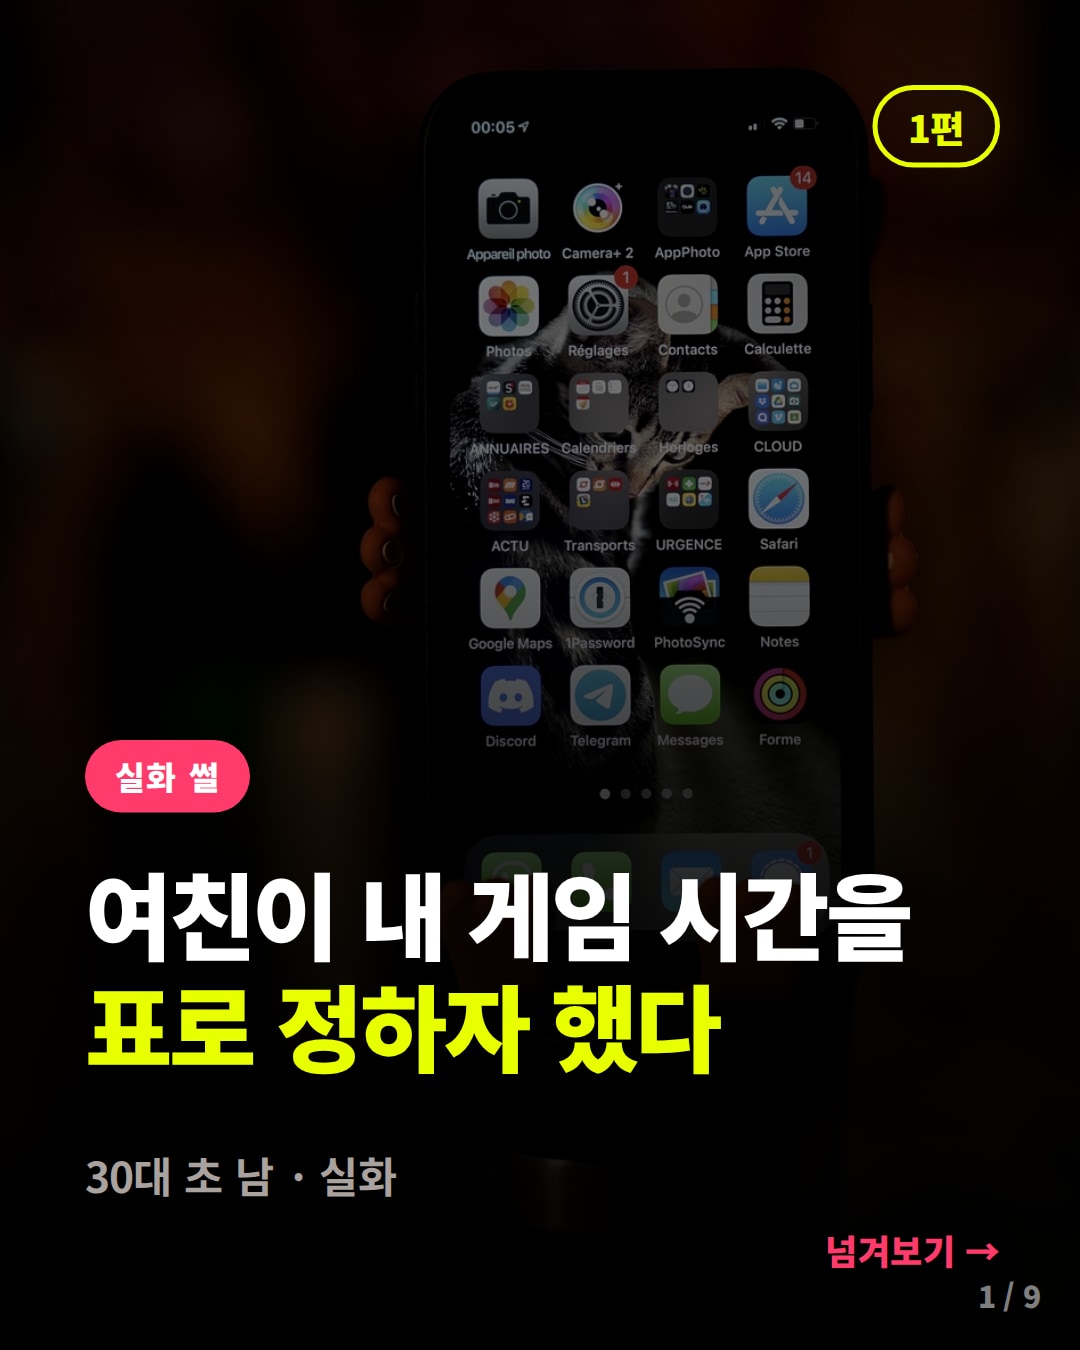 00:05
1편
14
Appareil photo Camera+ 2 AppPhoto App Store
1
Photos Réglages Contacts Calculette
ANNUAIRES Calendriers Horloges CLOUD
ACTU Transports URGENCE Safari
Google Maps 1Password PhotoSync Notes
Discord Telegram Messages Forme
실화 썰
1
여친이 내 게임 시간을
표로 정하자 했다
30대 초 남 · 실화
넘겨보기 →
1 / 9